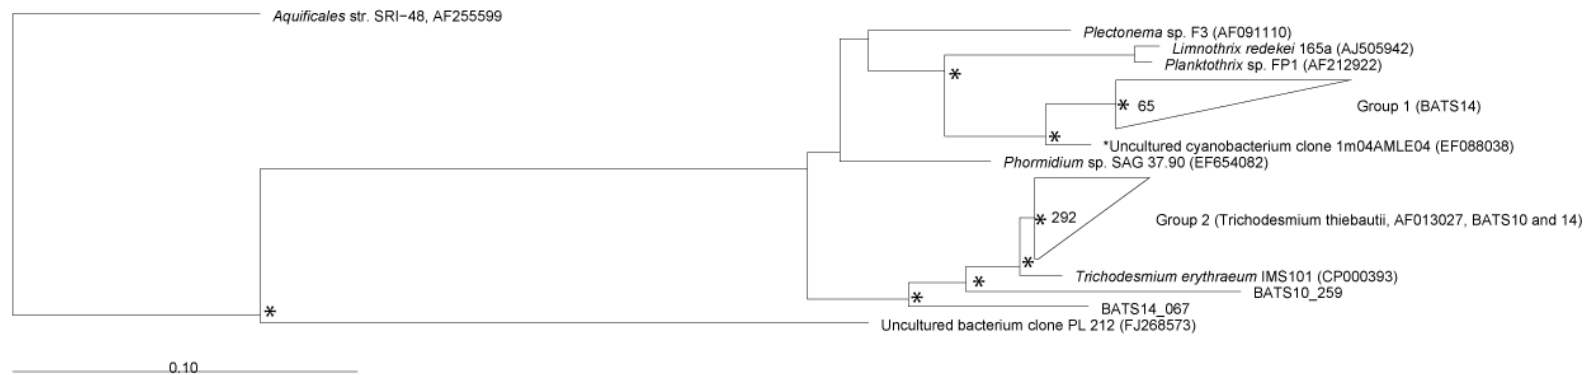 Aquificales str. SRI−48, AF255599
Plectonema sp. F3 (AF091110)
Limnothrix redekei 165a (AJ505942)
Planktothrix sp. FP1 (AF212922)
* 65
Group 1 (BATS14)
*
*
*Uncultured cyanobacterium clone 1m04AMLE04 (EF088038)
Phormidium sp. SAG 37.90 (EF654082)
* 292
Group 2 (Trichodesmium thiebautii, AF013027, BATS10 and 14)
*
Trichodesmium erythraeum IMS101 (CP000393)
*
BATS10_259
*
BATS14_067
*
Uncultured bacterium clone PL 212 (FJ268573)
0.10